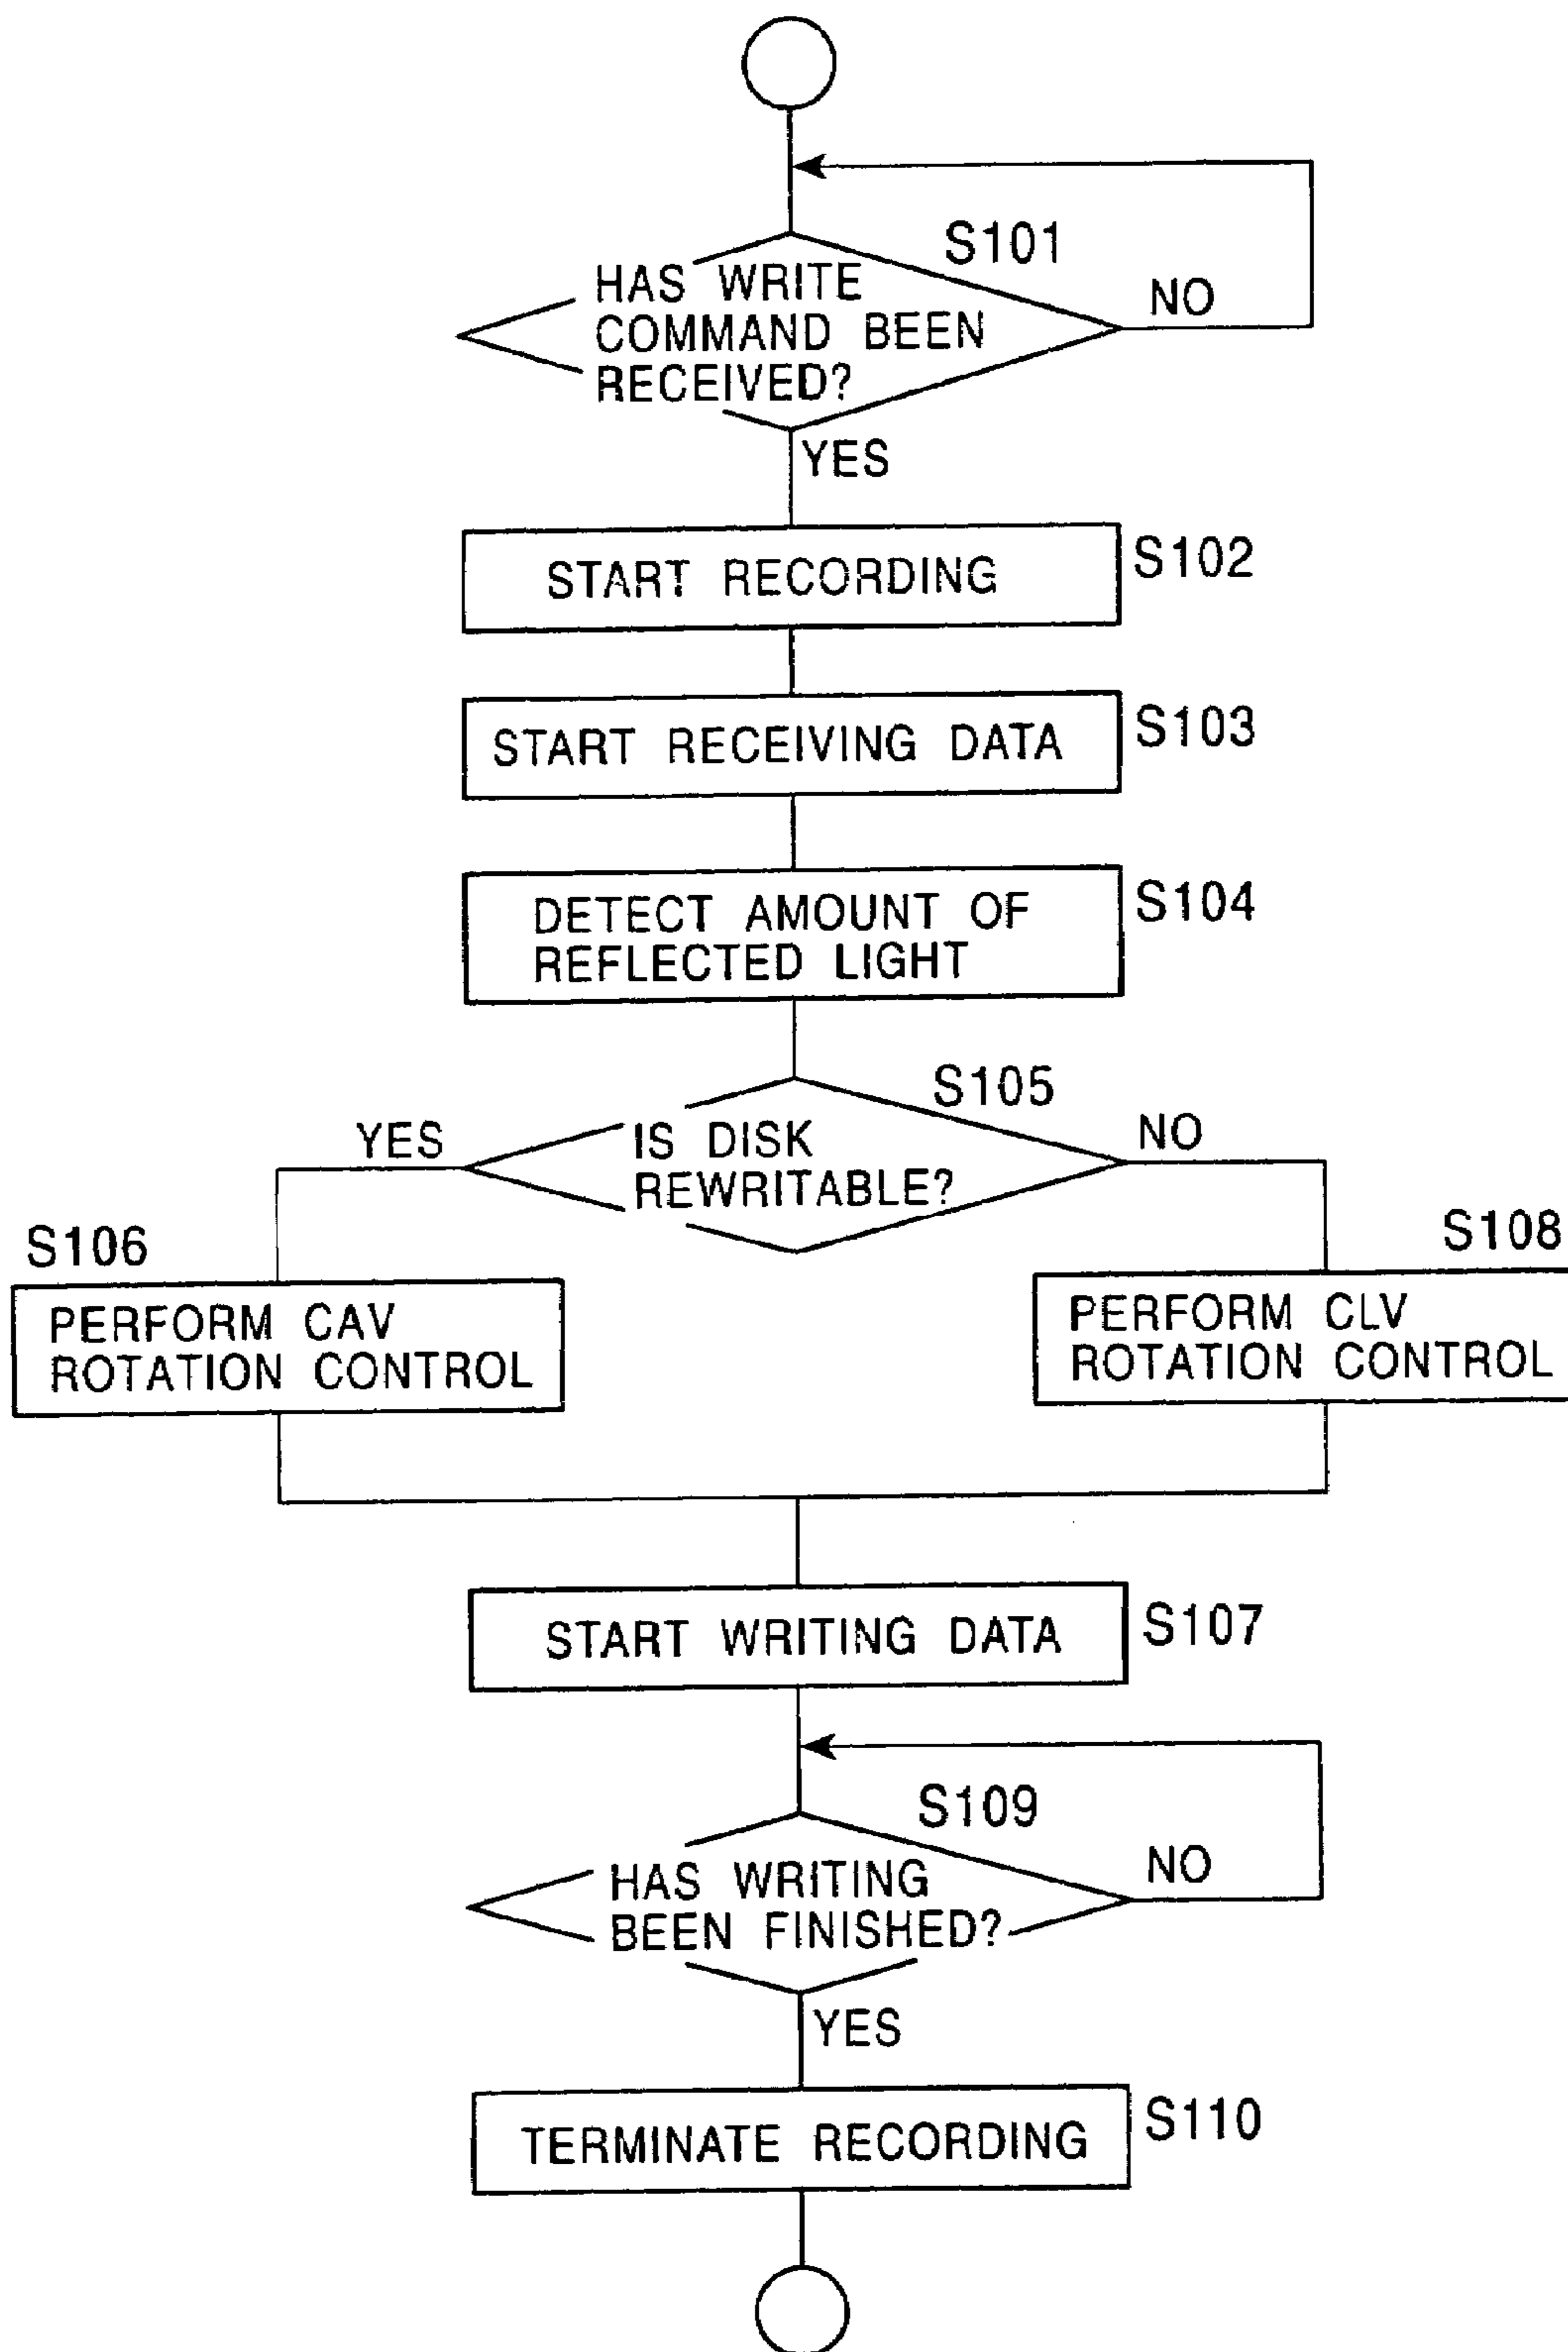 S101
HAS WRITE
COMMAND BEEN
RECEIVED?
NO
YES
START RECORDING
S102
START RECEIVING DATA
S103
DETECT AMOUNT OF
REFLECTED LIGHT
S104
S105
YES
IS DISK
REWRITABLE?
NO
S106
PERFORM CAV
ROTATION CONTROL
S108
PERFORM CLV
ROTATION CONTROL
START WRITING DATA
S107
S109
HAS WRITING
BEEN FINISHED?
NO
YES
TERMINATE RECORDING
S110